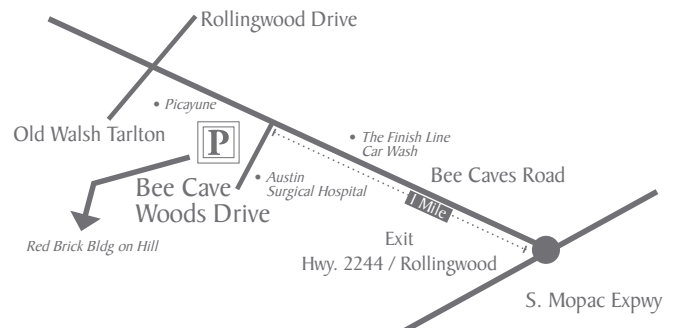 Rollingwood Drive
Picayune
Old Walsh Tarlton
P
The Finish Line
Car Wash
Bee Caves Road
Austin
Surgical Hospital
Bee Cave
Woods Drive
1 Mile
Red Brick Bldg on Hill
Exit
Hwy. 2244 / Rollingwood
S. Mopac Expwy